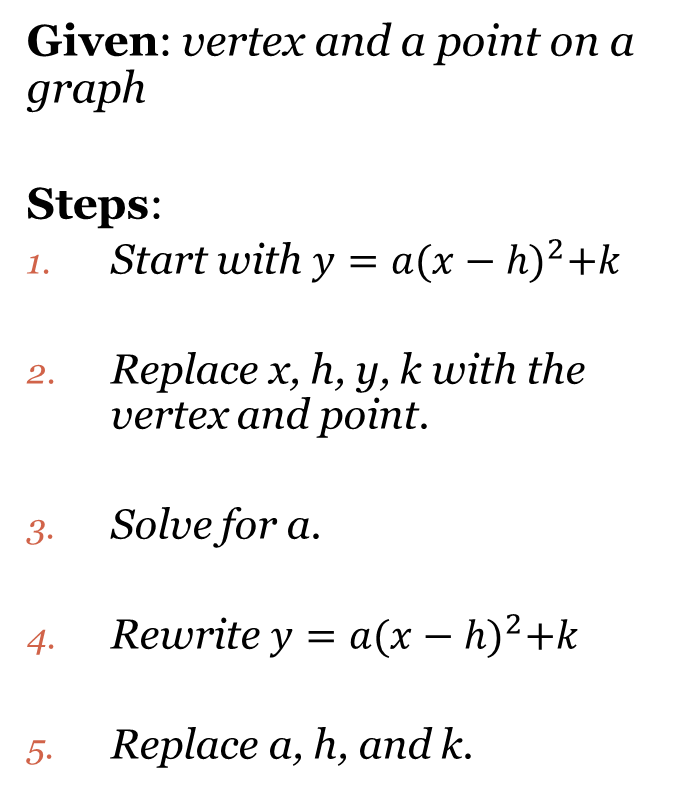 Given: vertex and a point on a
graph
Steps:
1. Start with y = a(x − h)²+k
2. Replace x, h, y, k with the
vertex and point.
3. Solve for a.
4. Rewrite y = a(x − h)²+k
5. Replace a, h, and k.